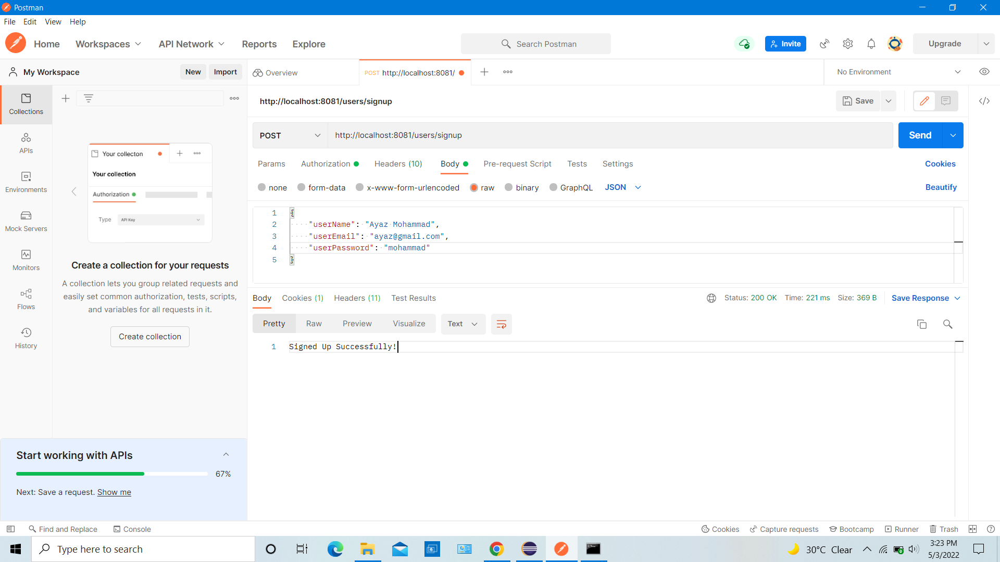 Postman
File Edit View Help
Home Workspaces API Network Reports Explore Search Postman Invite Upgrade
My Workspace New Import Overview POST http://localhost:8081/ No Environment
http://localhost:8081/users/signup Save
Collections
APIs
Environments
Mock Servers
Monitors
Flows
History
Your collecton
Your collection
Authorization
Type API Key
Create a collection for your requests
A collection lets you group related requests and
easily set common authorization, tests, scripts,
and variables for all requests in it.
Create collection
Start working with APIs
67%
Next: Save a request. Show me
POST http://localhost:8081/users/signup Send
Params Authorization Headers (10) Body Pre-request Script Tests Settings Cookies
none form-data x-www-form-urlencoded raw binary GraphQL JSON Beautify
1 {
2 "userName": "Ayaz Mohammad",
3 "userEmail": "ayaz@gmail.com",
4 "userPassword": "mohammad"
5 }
Body Cookies (1) Headers (11) Test Results Status: 200 OK Time: 221 ms Size: 369 B Save Response
Pretty Raw Preview Visualize Text
1 Signed Up Successfully!
Find and Replace Console Cookies Capture requests Bootcamp Runner Trash
Type here to search 30°C Clear 3:23 PM
5/3/2022